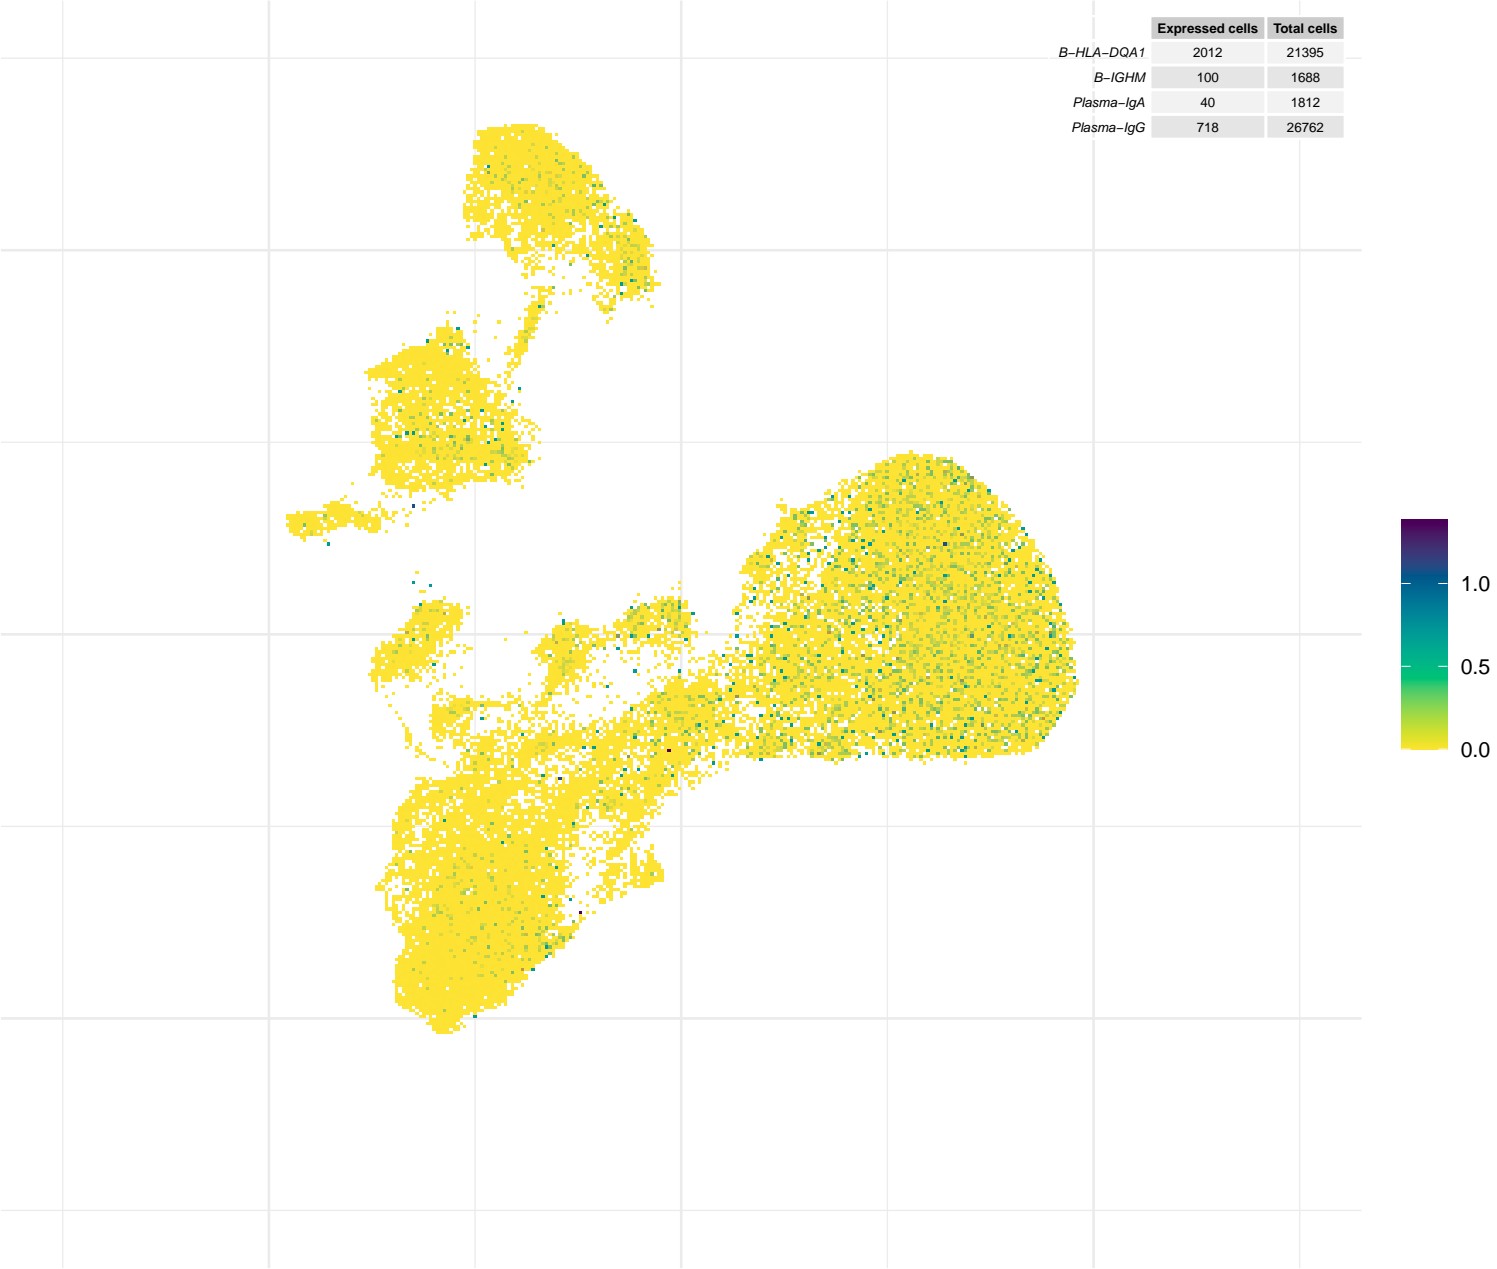 Expressed cells Total cells
B−HLA−DQA1 2012 21395
B−IGHM 100 1688
Plasma−IgA 40 1812
Plasma−IgG 718 26762
1.0
0.5
0.0